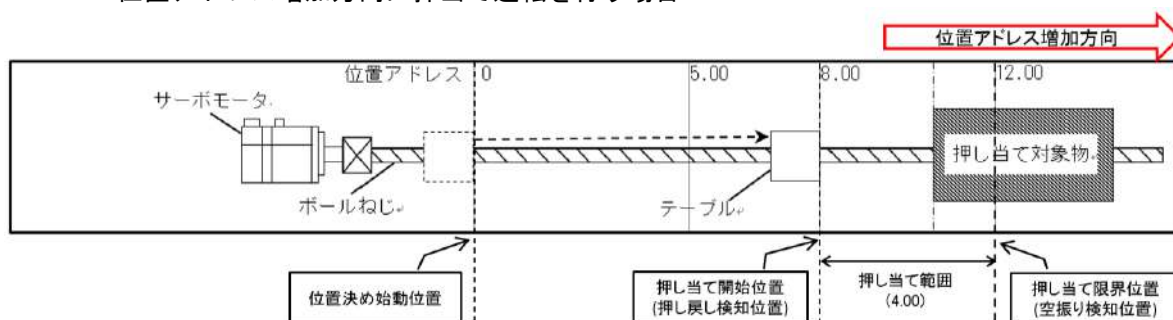 位置アドレス増加方向
位置アドレス 0 5.00 8.00 12.00
サーボモータ
押し当て対象物
ボールねじ
テーブル
位置決め始動位置
押し当て開始位置
(押し戻し検知位置)
押し当て範囲
(4.00)
押し当て限界位置
(空振り検知位置)